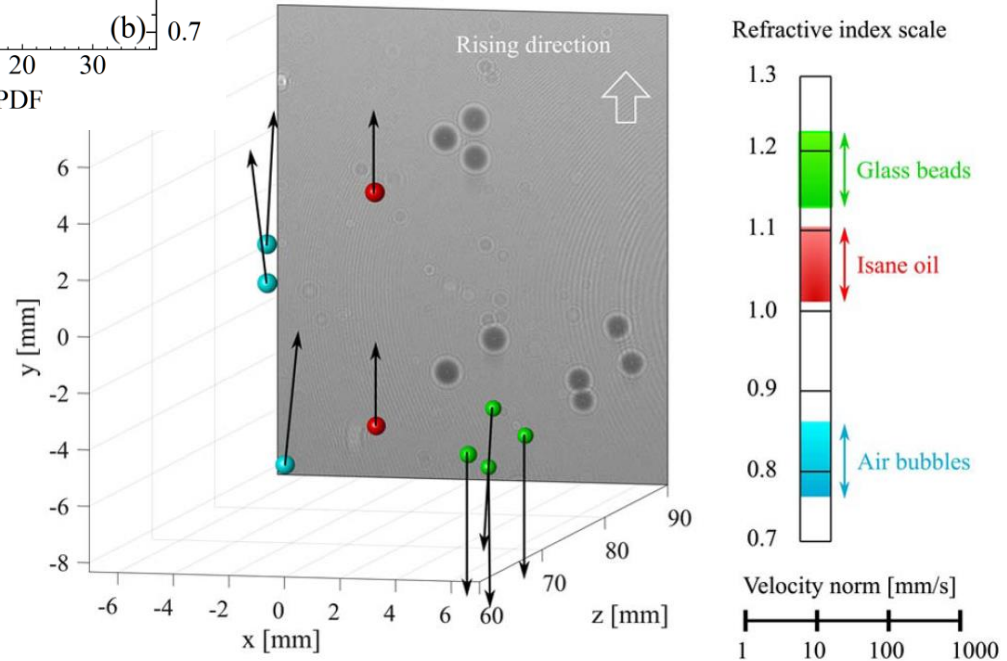 (b)
0.7
20 30
PDF
Rising direction
6
4
2
0
-2
-4
-6
-8
y [mm]
-6 -4 -2 0 2 4 6
x [mm]
60 70 80 90
z [mm]
Refractive index scale
1.3
1.2
1.1
1.0
0.9
0.8
0.7
Glass beads
Isane oil
Air bubbles
Velocity norm [mm/s]
1 10 100 1000